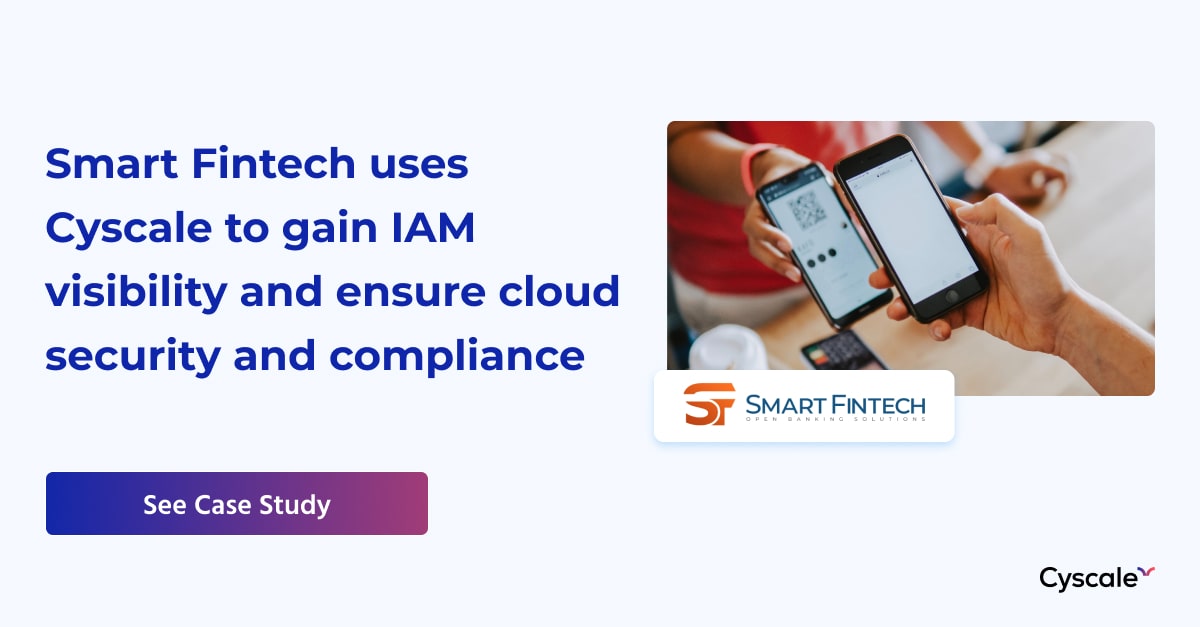 Smart Fintech uses
Cyscale to gain IAM
visibility and ensure cloud
security and compliance
See Case Study
SMART FINTECH
OPEN BANKING SOLUTIONS
Cyscale